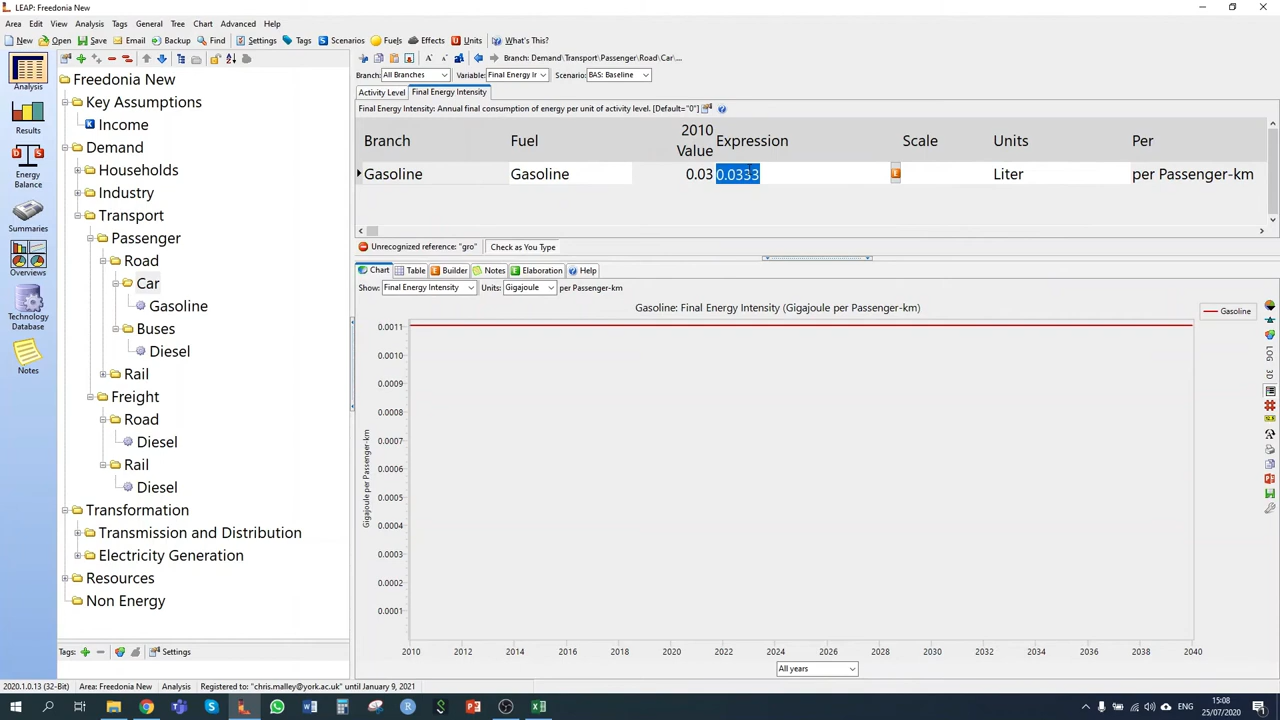 LEAP: Freedonia New
Area Edit View Analysis Tags General Tree Chart Advanced Help
New Open Save Email Backup Find Settings Tags Scenarios Fuels Effects Units What's This?
Analysis
Results
Energy
Balance
Summaries
Overviews
Technology
Database
Notes
Freedonia New
Key Assumptions
Income
Demand
Households
Industry
Transport
Passenger
Road
Car
Gasoline
Buses
Diesel
Rail
Freight
Road
Diesel
Rail
Diesel
Transformation
Transmission and Distribution
Electricity Generation
Resources
Non Energy
Tags: Settings
Branch: Demand\Transport\Passenger\Road\Car\...
Branch: All Branches Variable: Final Energy Ir Scenario: BAS: Baseline
Activity Level Final Energy Intensity
Final Energy Intensity: Annual final consumption of energy per unit of activity level. [Default="0"]
Branch Fuel 2010 Value Expression Scale Units Per
Gasoline Gasoline 0.03 0.0333 E Liter per Passenger-km
Unrecognized reference: "gro" Check as You Type
Chart Table Builder Notes Elaboration Help
Show: Final Energy Intensity Units: Gigajoule per Passenger-km
Gasoline: Final Energy Intensity (Gigajoule per Passenger-km)
Gasoline
Gigajoule per Passenger-km
0.0011
0.0010
0.0009
0.0008
0.0007
0.0006
0.0005
0.0004
0.0003
0.0002
0.0001
2010 2012 2014 2016 2018 2020 2022 2024 2026 2028 2030 2032 2034 2036 2038 2040
All years
LOG
3D
2020.1.0.13 (32-Bit) Area: Freedonia New Analysis Registered to: "chris.malley@york.ac.uk" until January 9, 2021
ENG 15:08
25/07/2020